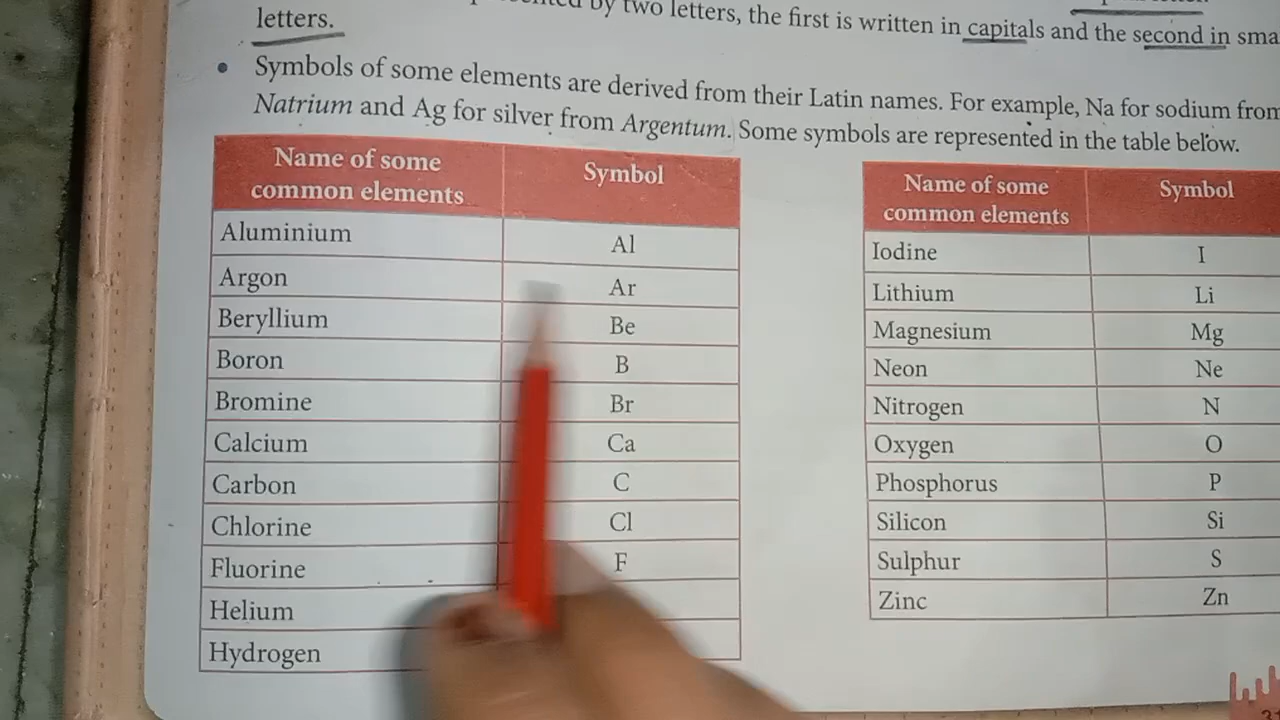 by two letters, the first is written in capitals and the second in
letters.
• Symbols of some elements are derived from their Latin names. For example, Na for sodium from
Natrium and Ag for silver from Argentum. Some symbols are represented in the table below.
Name of some common elements Symbol
Aluminium Al
Argon Ar
Beryllium Be
Boron B
Bromine Br
Calcium Ca
Carbon C
Chlorine Cl
Fluorine F
Helium
Hydrogen
Name of some common elements Symbol
Iodine I
Lithium Li
Magnesium Mg
Neon Ne
Nitrogen N
Oxygen O
Phosphorus P
Silicon Si
Sulphur S
Zinc Zn